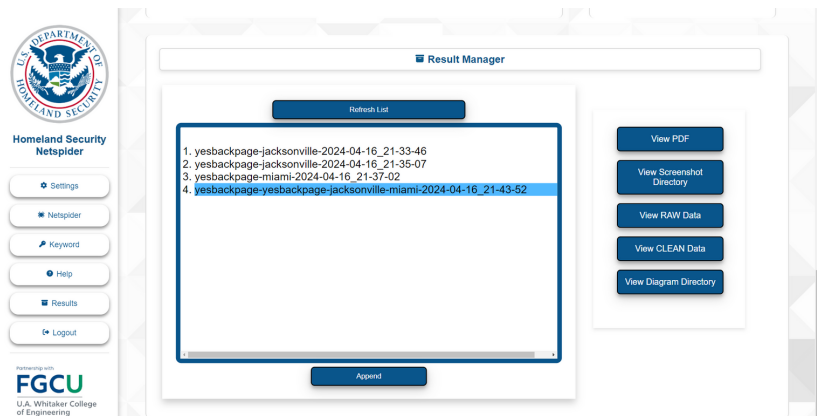 U.S. DEPARTMENT OF
HOMELAND SECURITY
Homeland Security
Netspider
Settings
Netspider
Keyword
Help
Results
Logout
Partnership with
FGCU
U.A. Whitaker College
of Engineering
Result Manager
Refresh List
1. yesbackpage-jacksonville-2024-04-16_21-33-46
2. yesbackpage-jacksonville-2024-04-16_21-35-07
3. yesbackpage-miami-2024-04-16_21-37-02
4. yesbackpage-yesbackpage-jacksonville-miami-2024-04-16_21-43-52
Append
View PDF
View Screenshot
Directory
View RAW Data
View CLEAN Data
View Diagram Directory